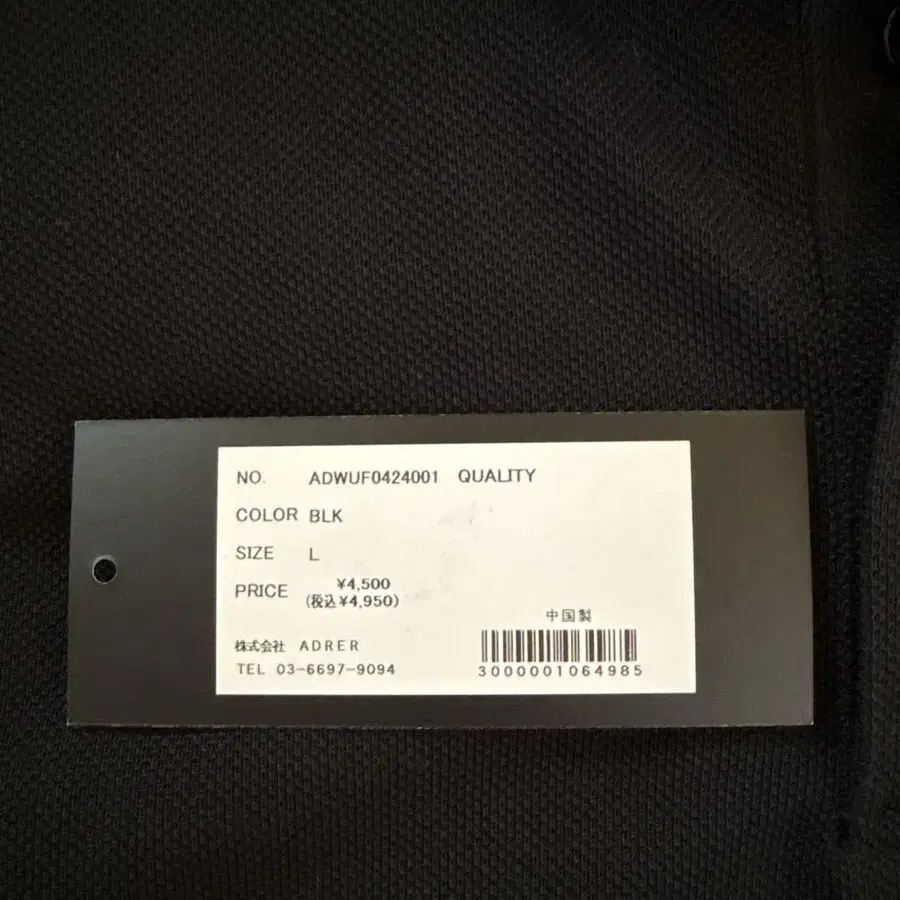 NO. ADWUF0424001 QUALITY
COLOR BLK
SIZE L
PRICE ¥4,500
(税込¥4,950)
中国製
株式会社 ADRER
TEL 03-6697-9094
3000001064985